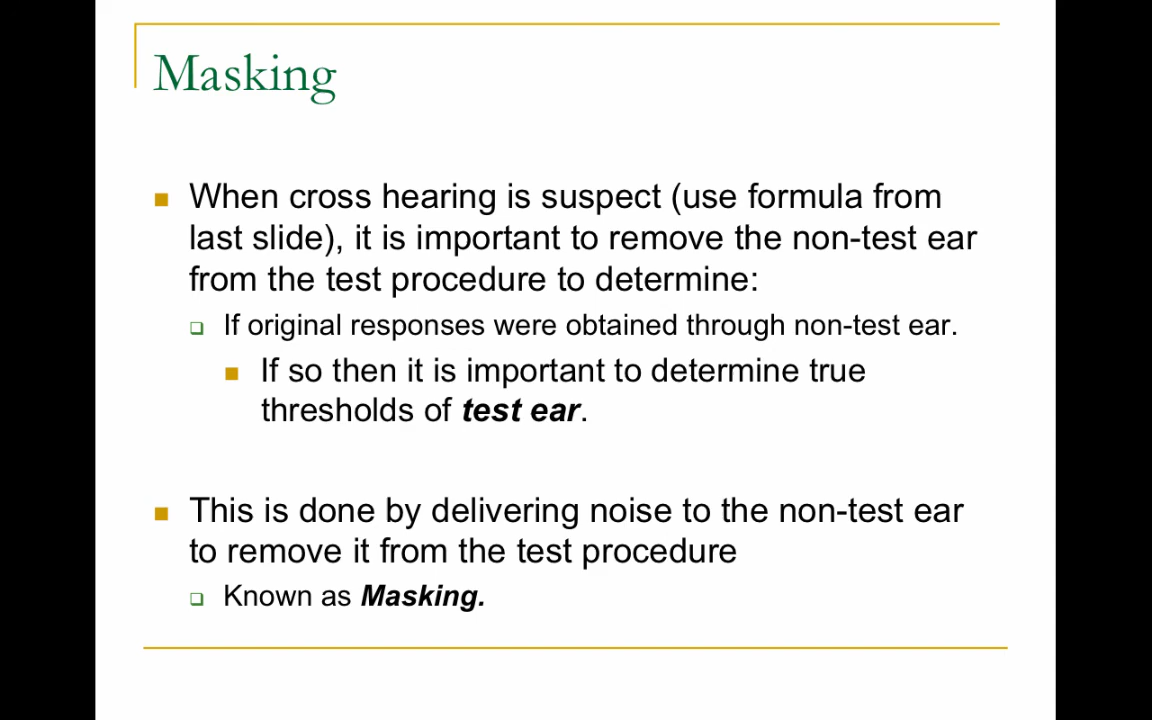 Masking
When cross hearing is suspect (use formula from
last slide), it is important to remove the non-test ear
from the test procedure to determine:
If original responses were obtained through non-test ear.
If so then it is important to determine true
thresholds of test ear.
This is done by delivering noise to the non-test ear
to remove it from the test procedure
Known as Masking.